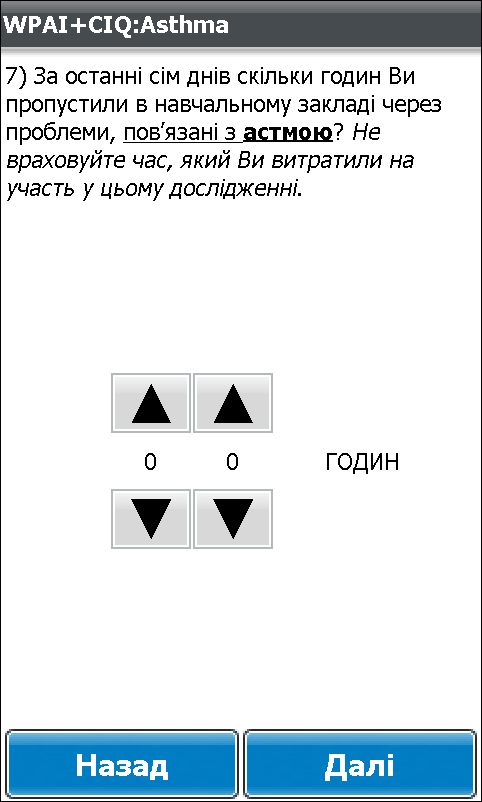 WPAI+CIQ:Asthma
7) За останні сім днів скільки годин Ви
пропустили в навчальному закладі через
проблеми, пов’язані з астмою? Не
враховуйте час, який Ви витратили на
участь у цьому дослідженні.
0 0 ГОДИН
Назад Далі